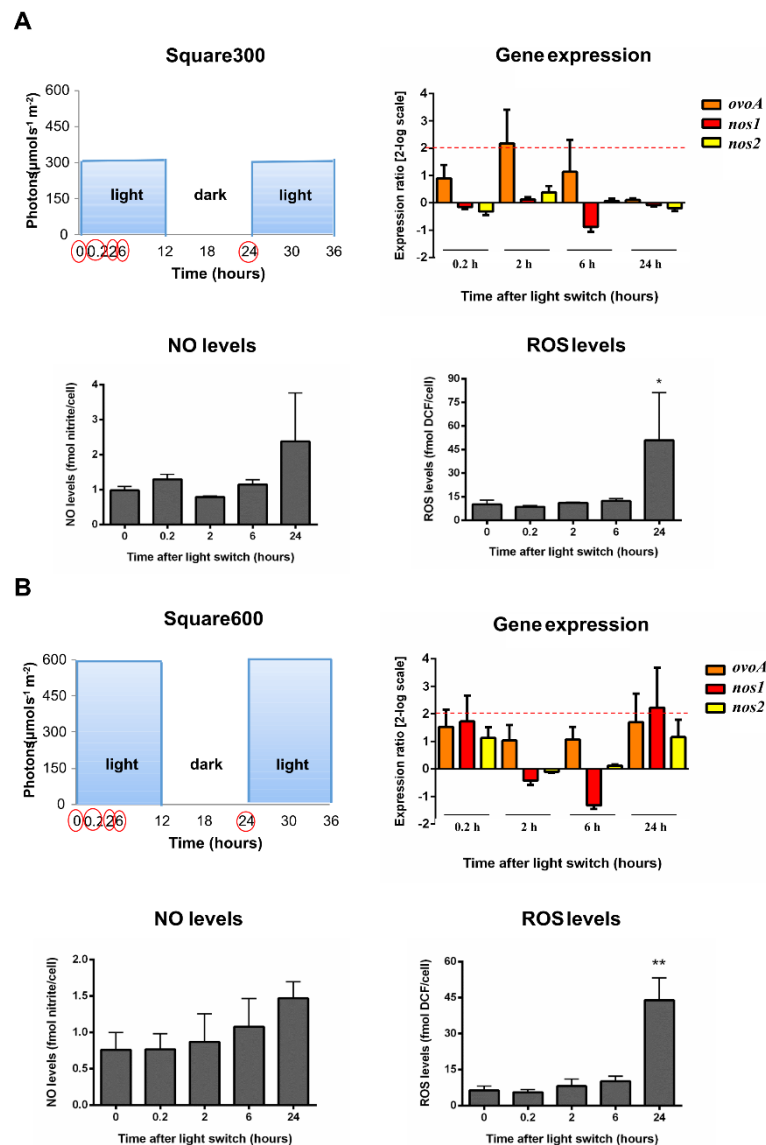 A
Square300
Photons(μmol s⁻¹ m⁻²)
600
450
300
150
0
light
dark
light
0
0.2
2
6
12
18
24
30
36
Time (hours)
Gene expression
Expression ratio [2-log scale]
4
3
2
1
0
-1
-2
0.2 h
2 h
6 h
24 h
Time after light switch (hours)
ovoA
nos1
nos2
NO levels
NO levels (fmol nitrite/cell)
4
3
2
1
0
0
0.2
2
6
24
Time after light switch (hours)
ROS levels
ROS levels (fmol DCF/cell)
90
75
60
45
30
15
0
*
0
0.2
2
6
24
Time after light switch (hours)
B
Square600
Photons(μmol s⁻¹ m⁻²)
600
450
300
150
0
light
dark
light
0
0.2
2
6
12
18
24
30
36
Time (hours)
Gene expression
Expression ratio [2-log scale]
4
3
2
1
0
-1
-2
0.2 h
2 h
6 h
24 h
Time after light switch (hours)
ovoA
nos1
nos2
NO levels
NO levels (fmol nitrite/cell)
2.0
1.5
1.0
0.5
0.0
0
0.2
2
6
24
Time after light switch (hours)
ROS levels
ROS levels (fmol DCF/cell)
60
45
30
15
0
**
0
0.2
2
6
24
Time after light switch (hours)